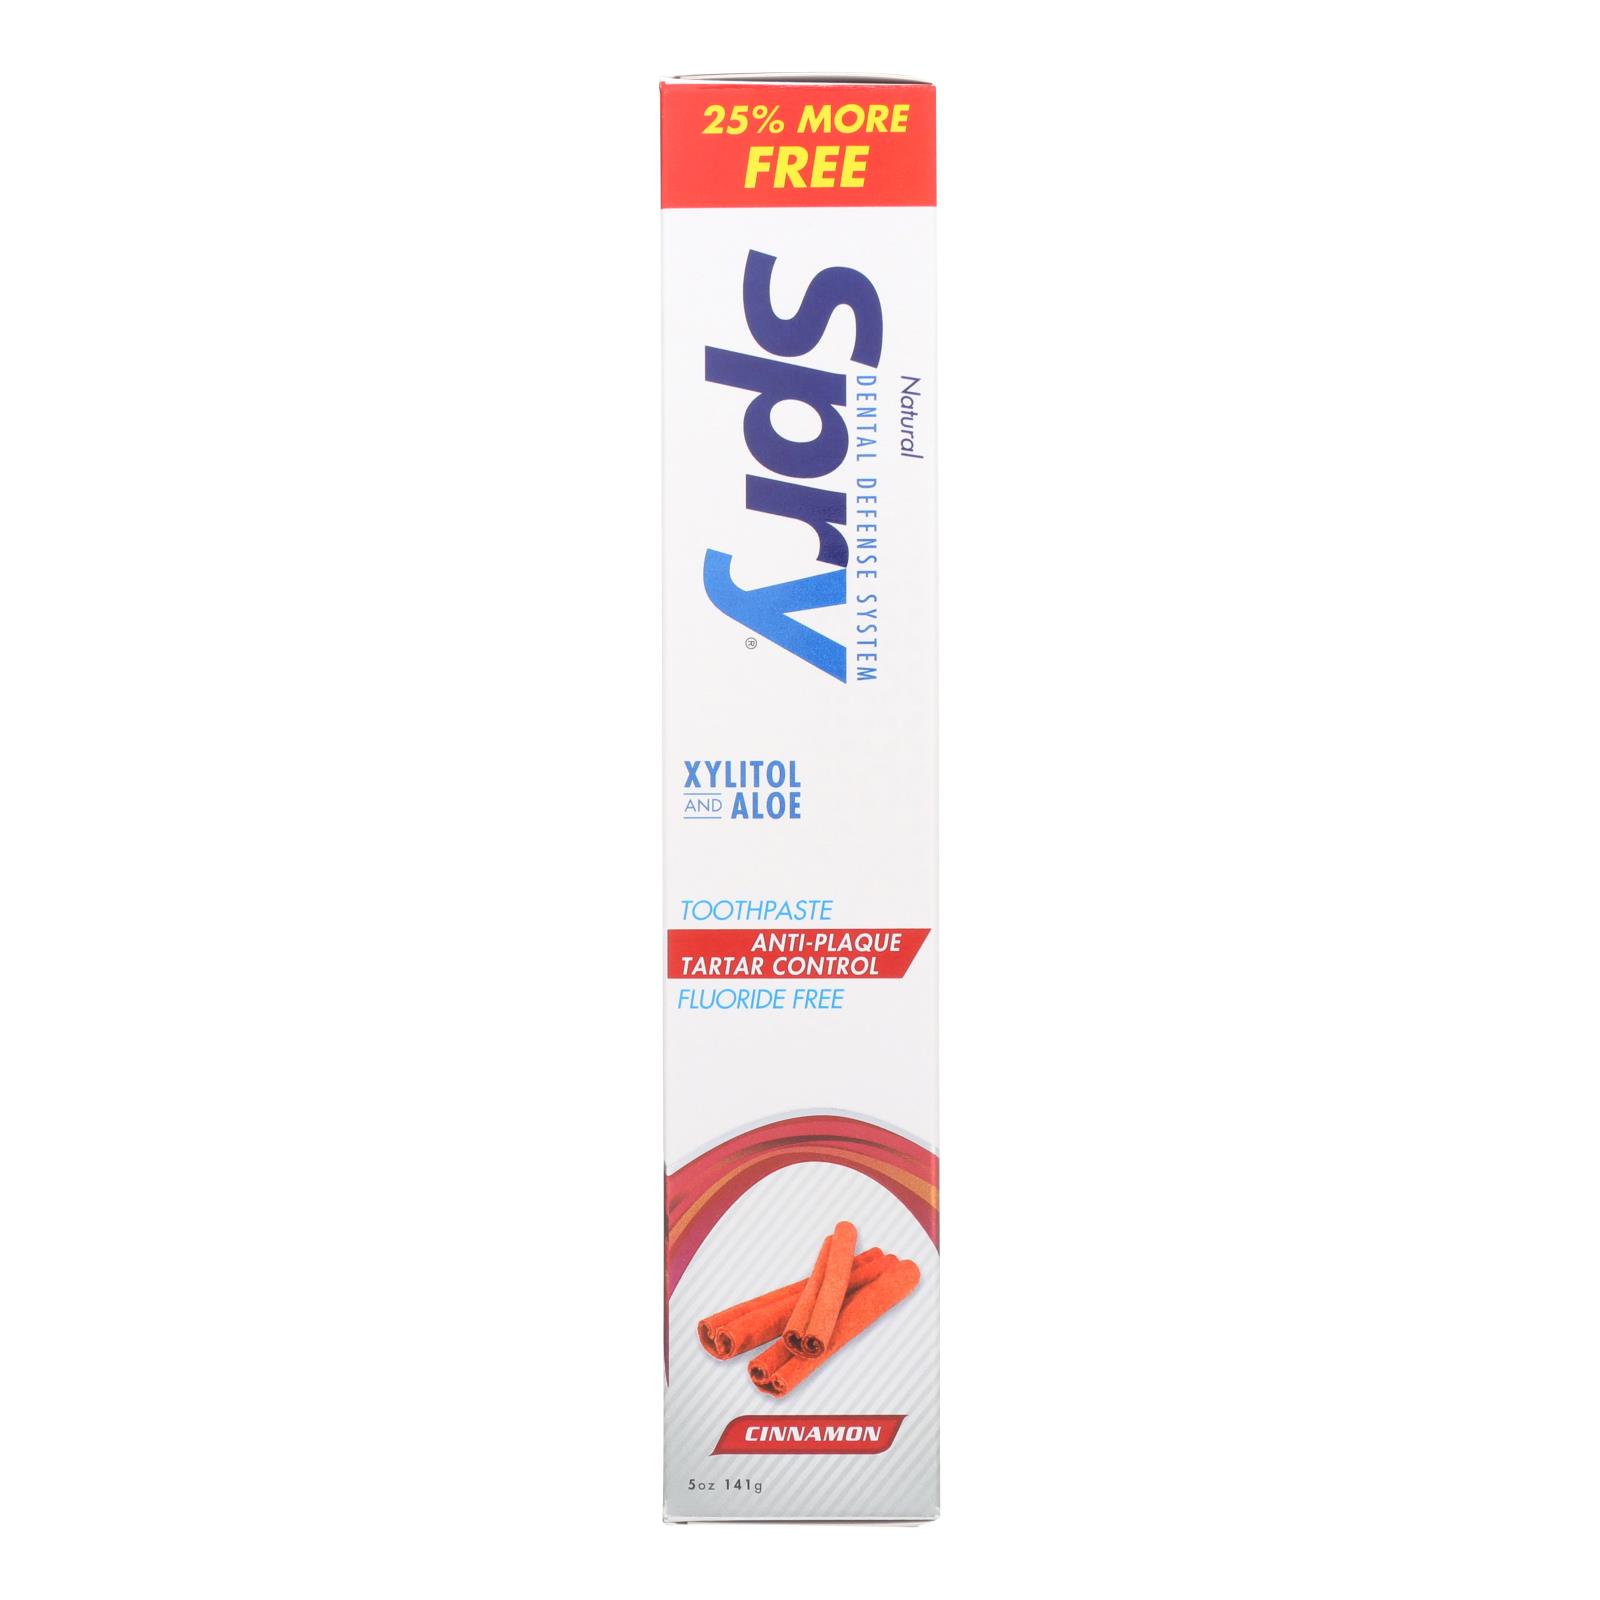 25% MORE
FREE
Natural
Spry®
DENTAL DEFENSE SYSTEM
XYLITOL
AND ALOE
TOOTHPASTE
ANTI-PLAQUE
TARTAR CONTROL
FLUORIDE FREE
CINNAMON
5oz 141g